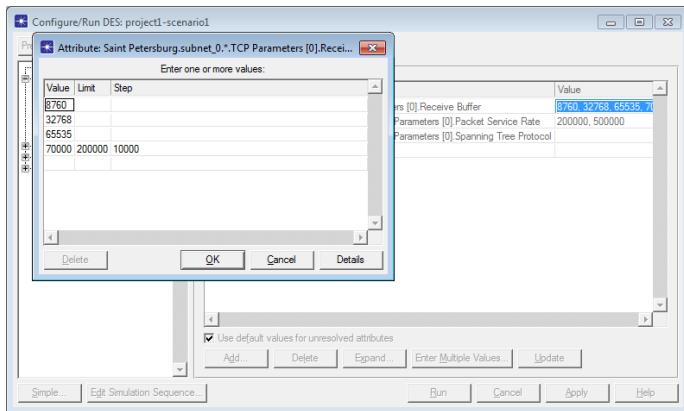 Configure/Run DES: project1-scenario1
Attribute: Saint Petersburg.subnet_0.*.TCP Parameters [0].Recei...
Enter one or more values:
Value Limit Step
8760
32768
65535
70000 200000 10000
Delete OK Cancel Details
Value
ers [0].Receive Buffer 8760, 32768, 65535, 70
Parameters [0].Packet Service Rate 200000, 500000
Parameters [0].Spanning Tree Protocol
Use default values for unresolved attributes
Add... Delete Expand... Enter Multiple Values... Update
Simple... Edit Simulation Sequence... Run Cancel Apply Help